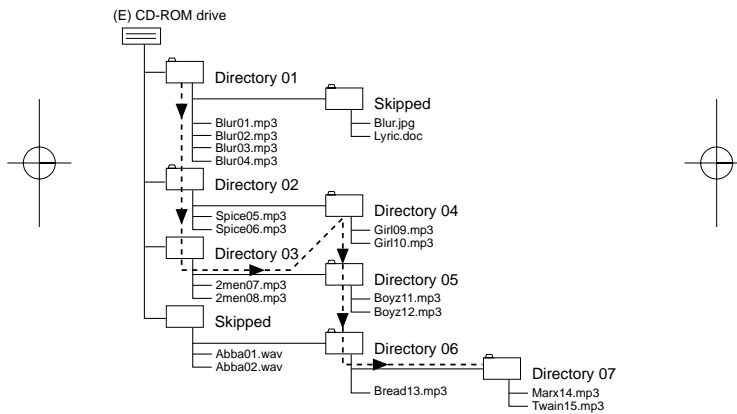 (E) CD-ROM drive
Directory 01
Skipped
Blur01.mp3
Blur02.mp3
Blur03.mp3
Blur04.mp3
Blur.jpg
Lyric.doc
Directory 02
Directory 04
Spice05.mp3
Spice06.mp3
Girl09.mp3
Girl10.mp3
Directory 03
Directory 05
2men07.mp3
2men08.mp3
Boyz11.mp3
Boyz12.mp3
Skipped
Directory 06
Abba01.wav
Abba02.wav
Bread13.mp3
Directory 07
Marx14.mp3
Twain15.mp3